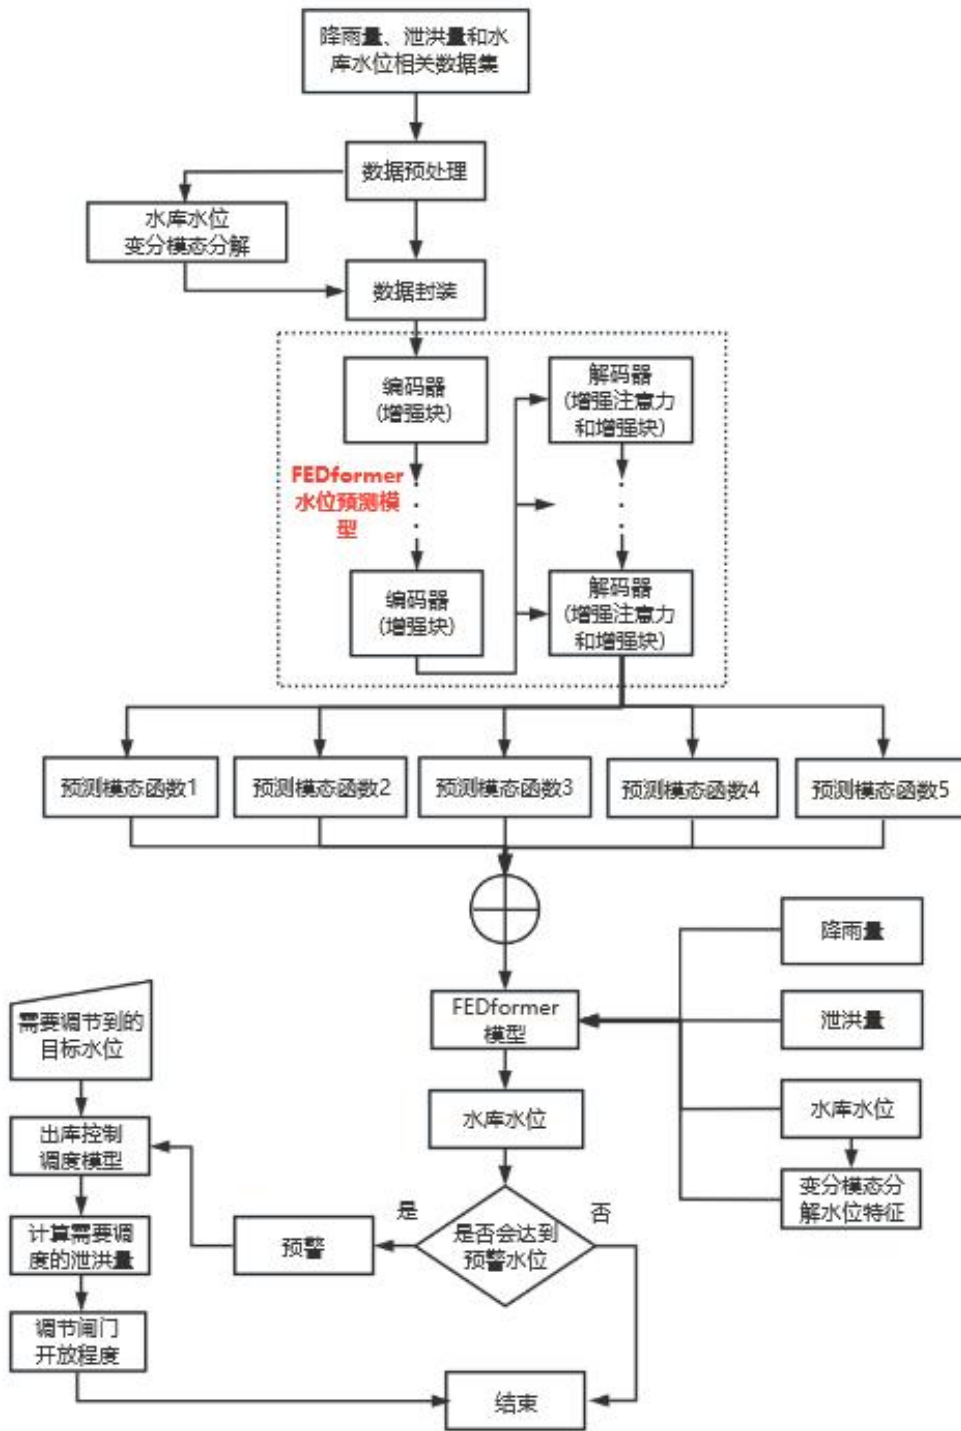 降雨量、泄洪量和水
库水位相关数据集
数据预处理
水库水位
变分模态分解
数据封装
编码器
(增强块)
解码器
(增强注意力
和增强块)
FEDformer
水位预测模
型
编码器
(增强块)
解码器
(增强注意力
和增强块)
预测模态函数1
预测模态函数2
预测模态函数3
预测模态函数4
预测模态函数5
降雨量
FEDformer
模型
泄洪量
需要调节到的
目标水位
水库水位
水库水位
出库控制
调度模型
变分模态分
解水位特征
是
否
是否会达到
预警水位
预警
计算需要调
度的泄洪量
调节闸门
开放程度
结束